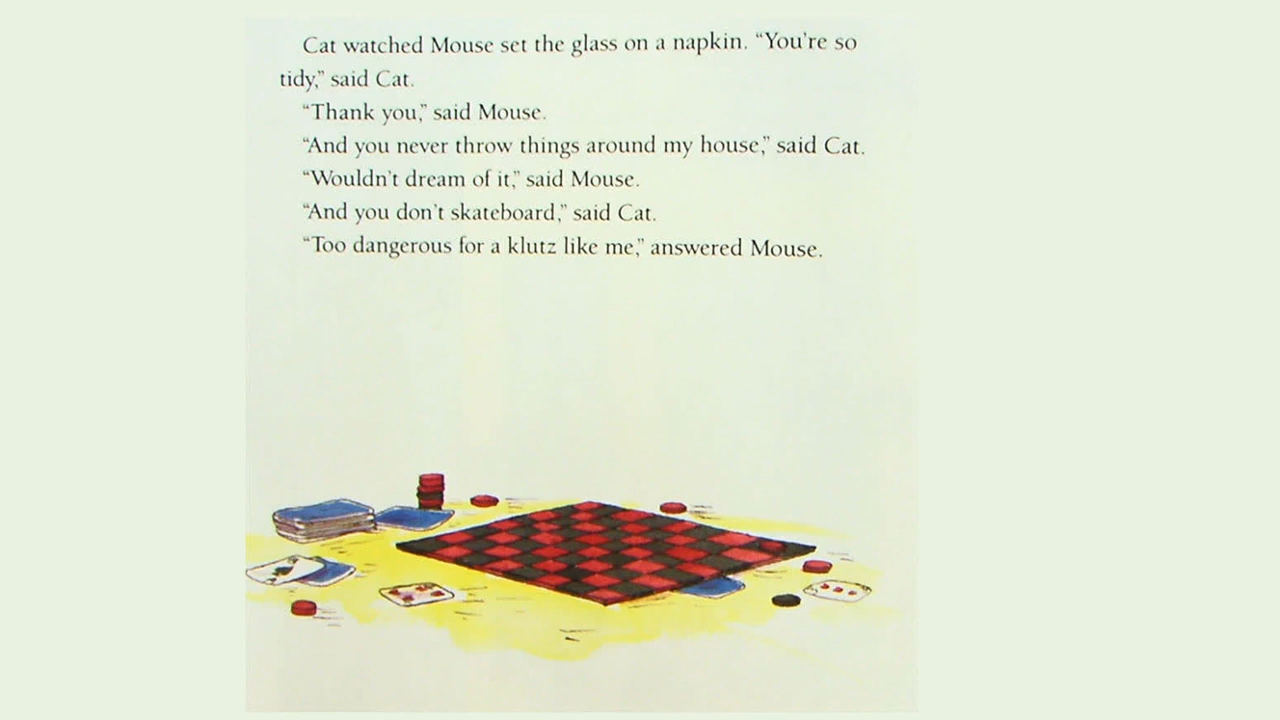 Cat watched Mouse set the glass on a napkin. “You’re so
tidy,” said Cat.
“Thank you,” said Mouse.
“And you never throw things around my house,” said Cat.
“Wouldn’t dream of it,” said Mouse.
“And you don’t skateboard,” said Cat.
“Too dangerous for a klutz like me,” answered Mouse.